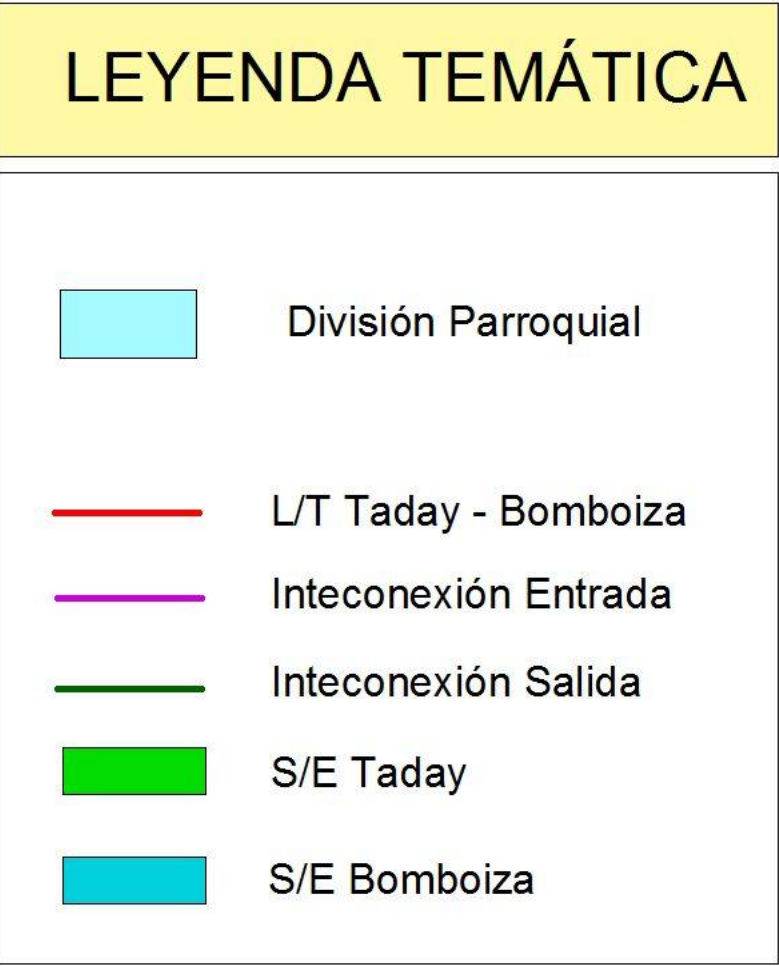 LEYENDA TEMÁTICA
División Parroquial
L/T Taday - Bomboiza
Inteconexión Entrada
Inteconexión Salida
S/E Taday
S/E Bomboiza